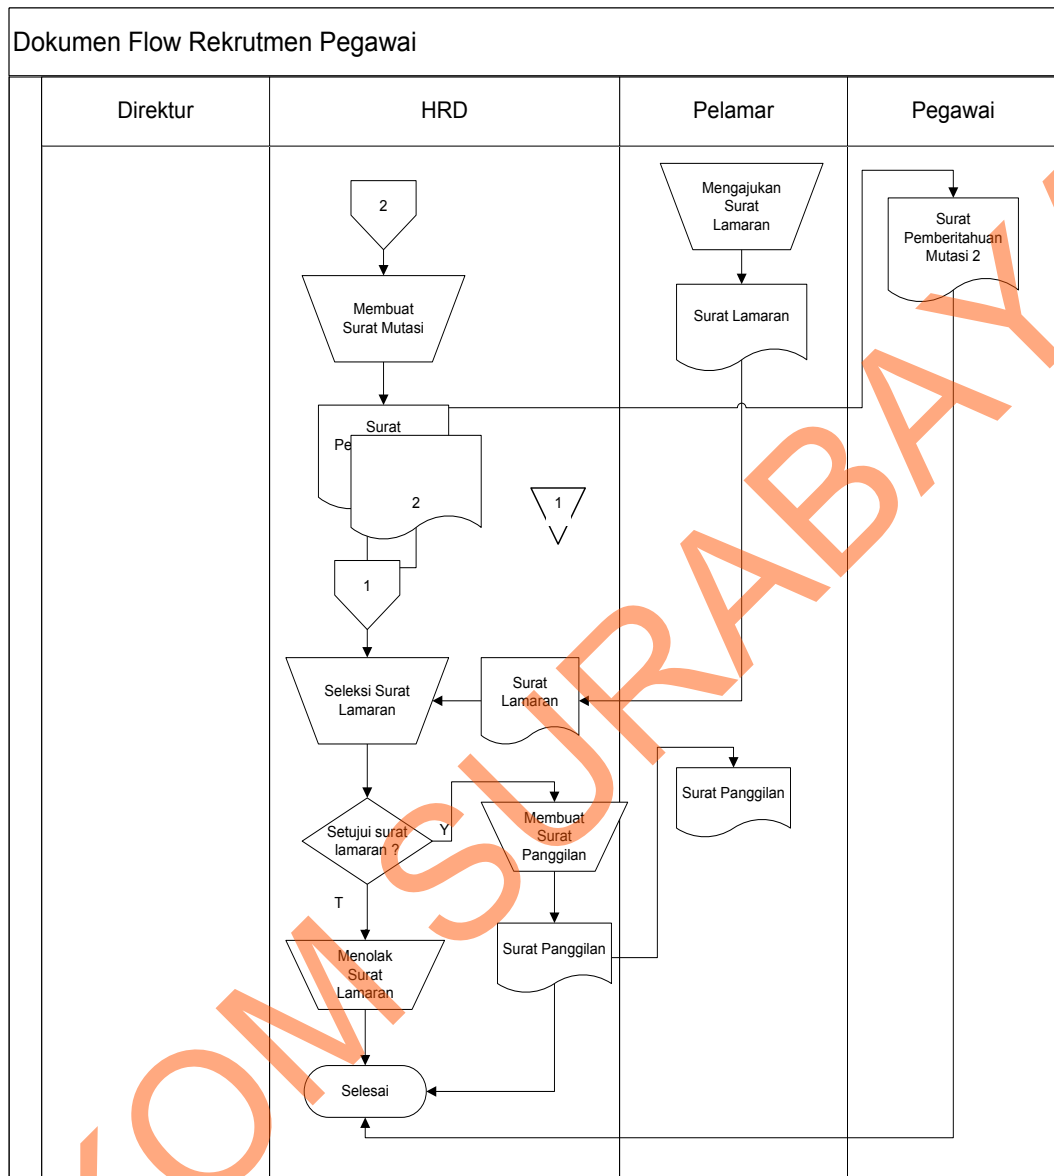 Dokumen Flow Rekrutmen Pegawai
Direktur
HRD
Pelamar
Pegawai
2
Membuat
Surat Mutasi
Surat
Pe
2
1
1
Mengajukan
Surat
Lamaran
Surat Lamaran
Surat
Pemberitahuan
Mutasi 2
Seleksi Surat
Lamaran
Surat
Lamaran
Setujui surat
lamaran ?
Y
T
Membuat
Surat
Panggilan
Surat Panggilan
Surat Panggilan
Menolak
Surat
Lamaran
Selesai
KOM SURABAYA